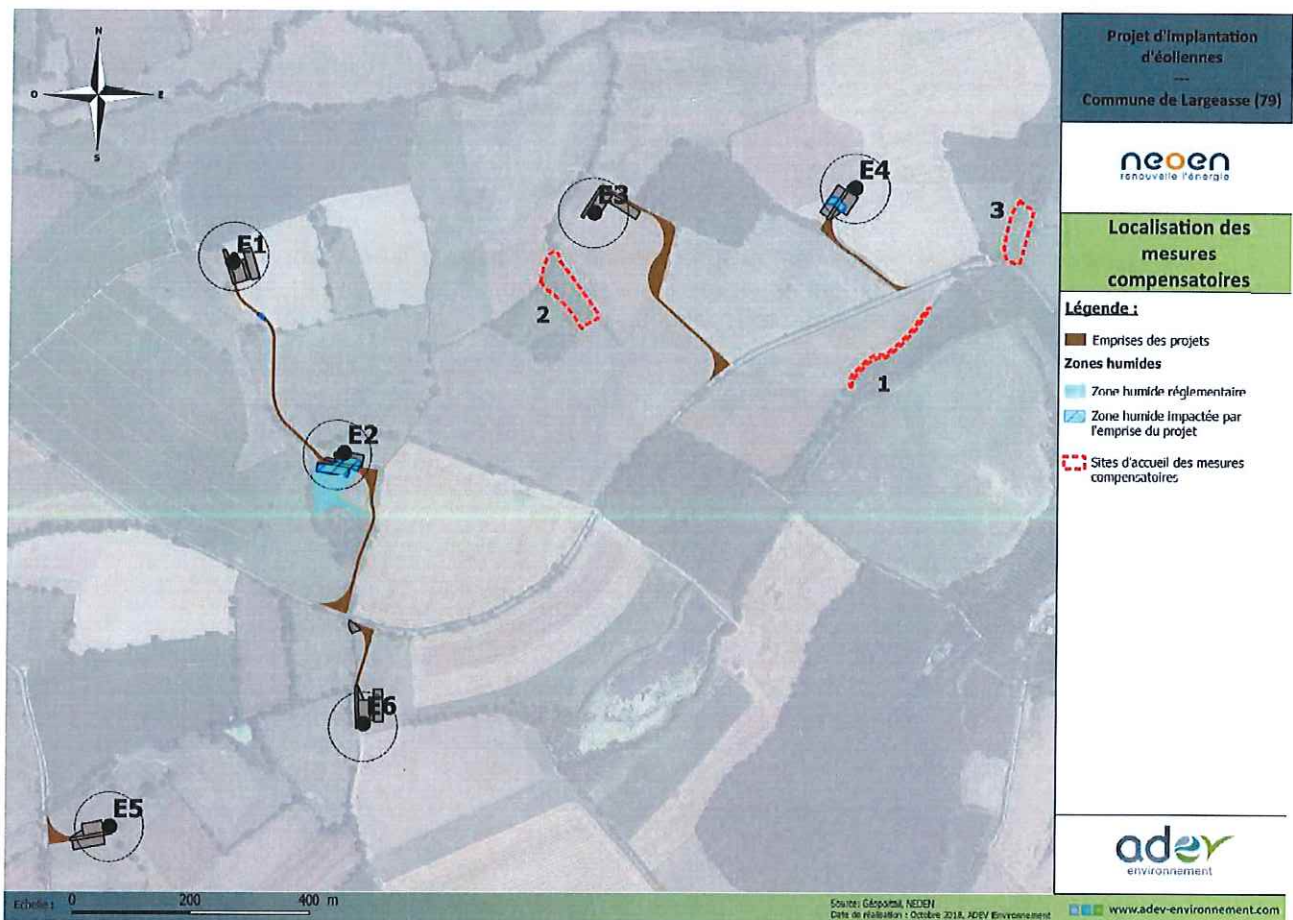 N
O
E
S
E1
E2
E3
E4
E5
E6
1
2
3
Projet d'implantation
d'éoliennes
---
Commune de Largeasse (79)
neoen
renouvelle l'énergie
Localisation des
mesures
compensatoires
Légende :
Emprises des projets
Zones humides
Zone humide réglementaire
Zone humide impactée par
l'emprise du projet
Sites d'accueil des mesures
compensatoires
adev
environnement
Echelle : 0 200 400 m
Source: Géoportail, NEOEN
Date de réalisation : Octobre 2018, ADEV Environnement
www.adev-environnement.com